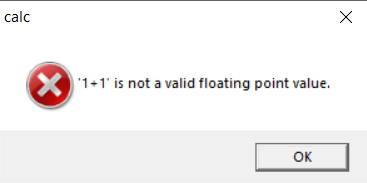 calc
'1+1' is not a valid floating point value.
OK